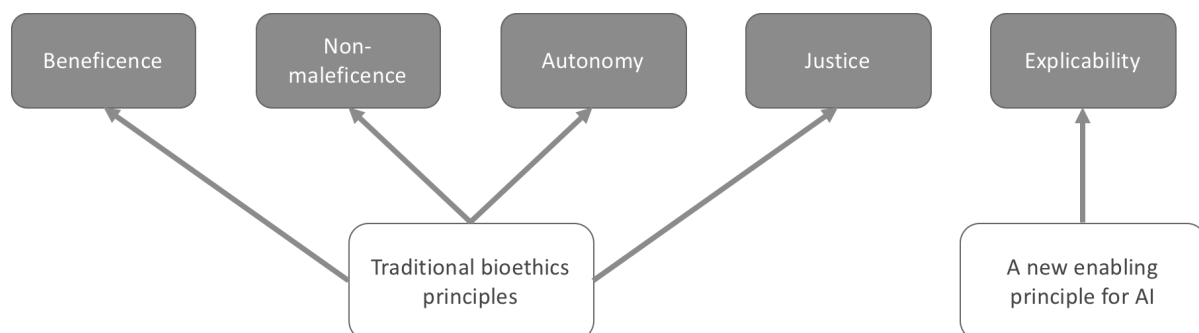 Beneficence
Non-
maleficence
Autonomy
Justice
Explicability
Traditional bioethics
principles
A new enabling
principle for AI